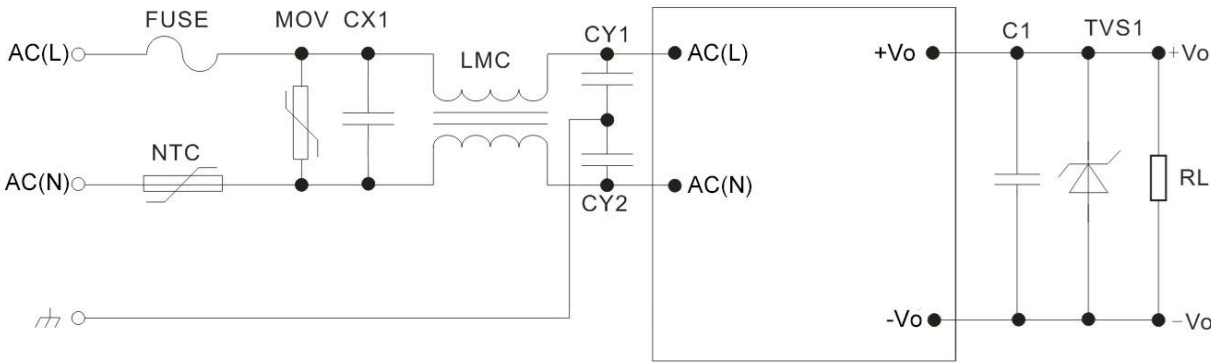 FUSE MOV CX1 CY1 C1 TVS1
AC(L) LMC AC(L) +Vo +Vo
NTC
AC(N) AC(N) RL
CY2
-Vo -Vo